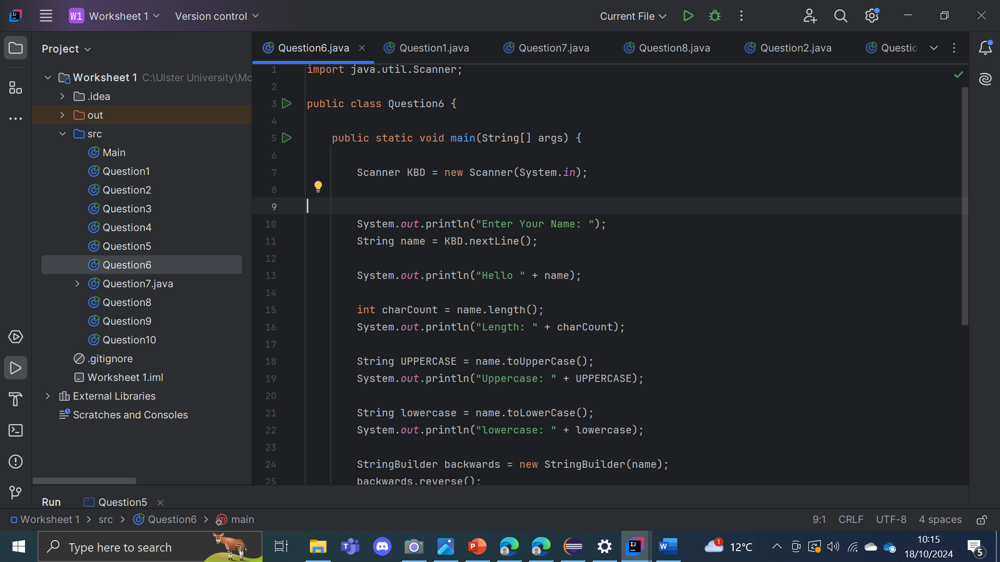 W1 Worksheet 1 Version control Current File
Project
Question6.java Question1.java Question7.java Question8.java Question2.java Questio
Worksheet 1 C:\Ulster University\Mo
.idea
out
src
Main
Question1
Question2
Question3
Question4
Question5
Question6
Question7.java
Question8
Question9
Question10
.gitignore
Worksheet 1.iml
External Libraries
Scratches and Consoles
1 import java.util.Scanner;
2
3 public class Question6 {
4
5 public static void main(String[] args) {
6
7 Scanner KBD = new Scanner(System.in);
8
9
10 System.out.println("Enter Your Name: ");
11 String name = KBD.nextLine();
12
13 System.out.println("Hello " + name);
14
15 int charCount = name.length();
16 System.out.println("Length: " + charCount);
17
18 String UPPERCASE = name.toUpperCase();
19 System.out.println("Uppercase: " + UPPERCASE);
20
21 String lowercase = name.toLowerCase();
22 System.out.println("lowercase: " + lowercase);
23
24 StringBuilder backwards = new StringBuilder(name);
25 backwards.reverse();
Run Question5
Worksheet 1 > src > Question6 > main
9:1 CRLF UTF-8 4 spaces
Type here to search
1 12°C
10:15
18/10/2024
5